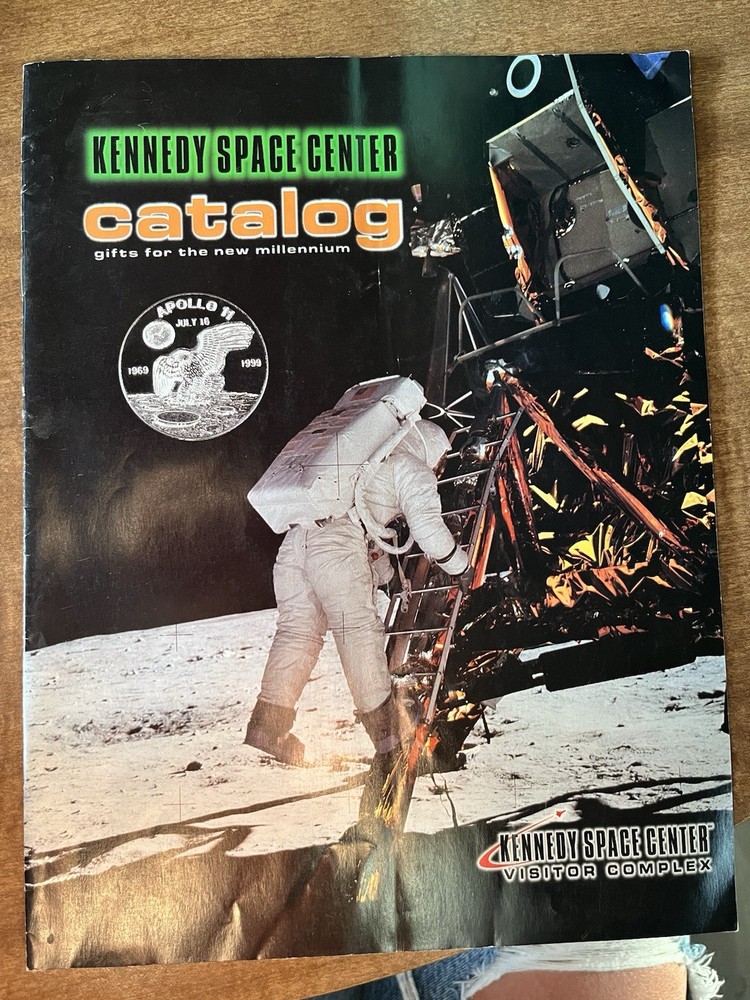 KENNEDY SPACE CENTER
catalog
gifts for the new millennium
APOLLO 11
JULY 16
1969 1999
KENNEDY SPACE CENTER™
VISITOR COMPLEX